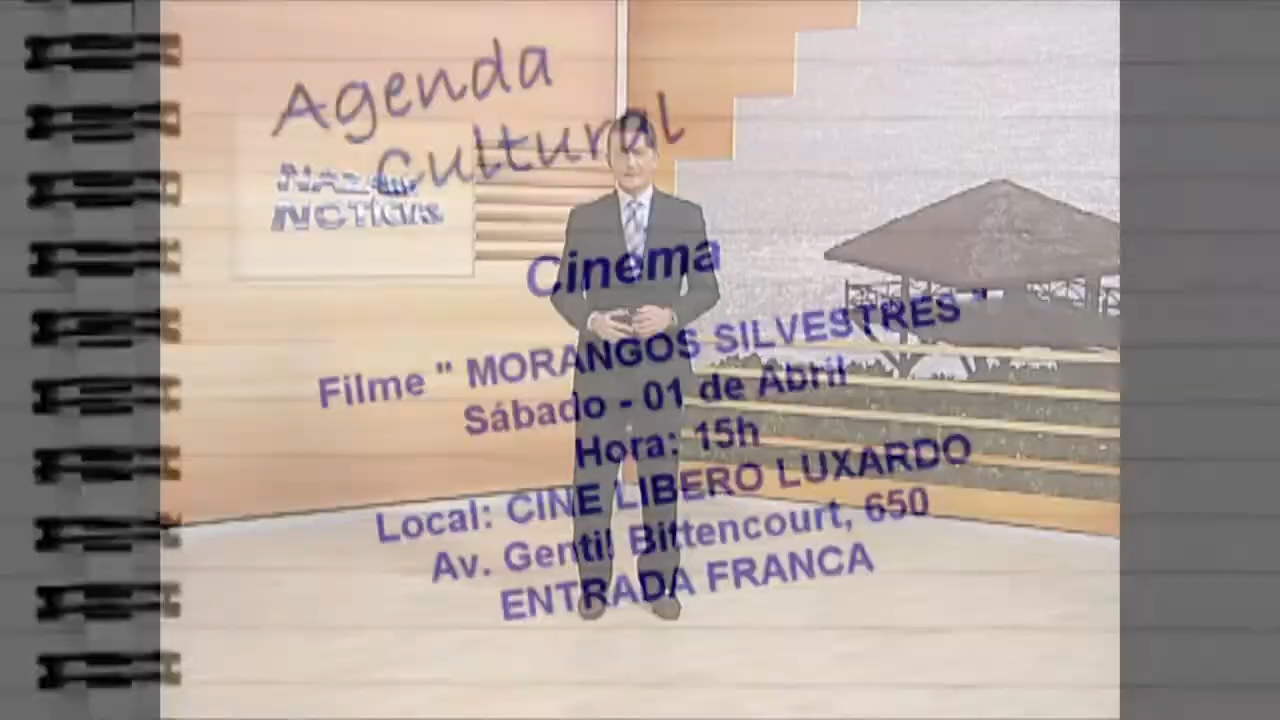 Agenda
Cultural
NOTÍCIAS
Cinema
Filme " MORANGOS SILVESTRES "
Sábado - 01 de Abril
Hora: 15h
Local: CINE LIBERO LUXARDO
Av. Gentil Bittencourt, 650
ENTRADA FRANCA